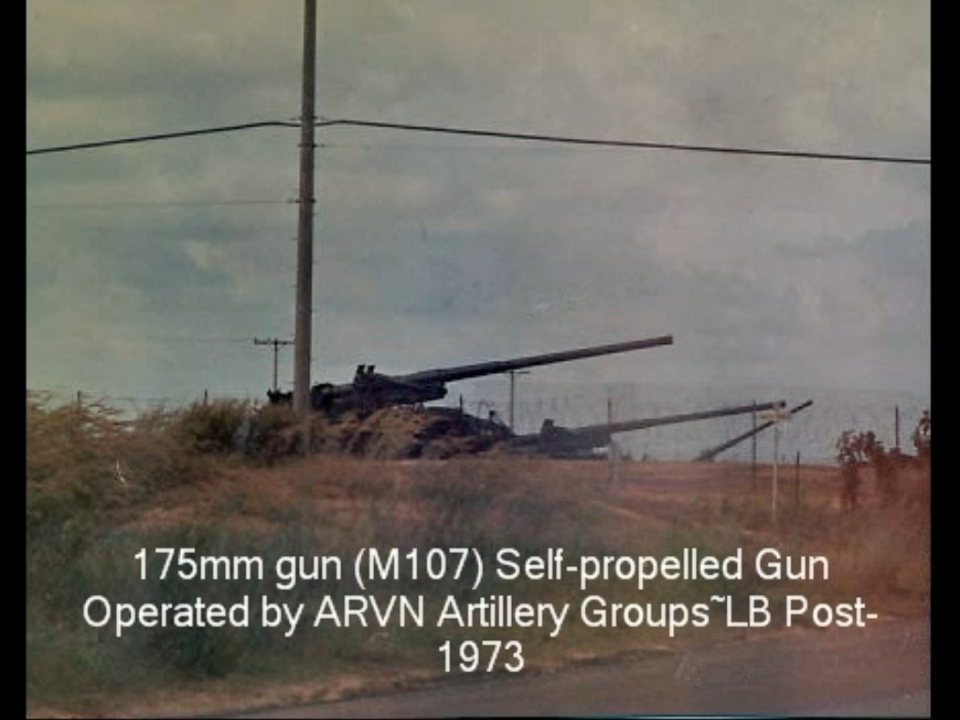 175mm gun (M107) Self-propelled Gun
Operated by ARVN Artillery Groups~LB Post-
1973